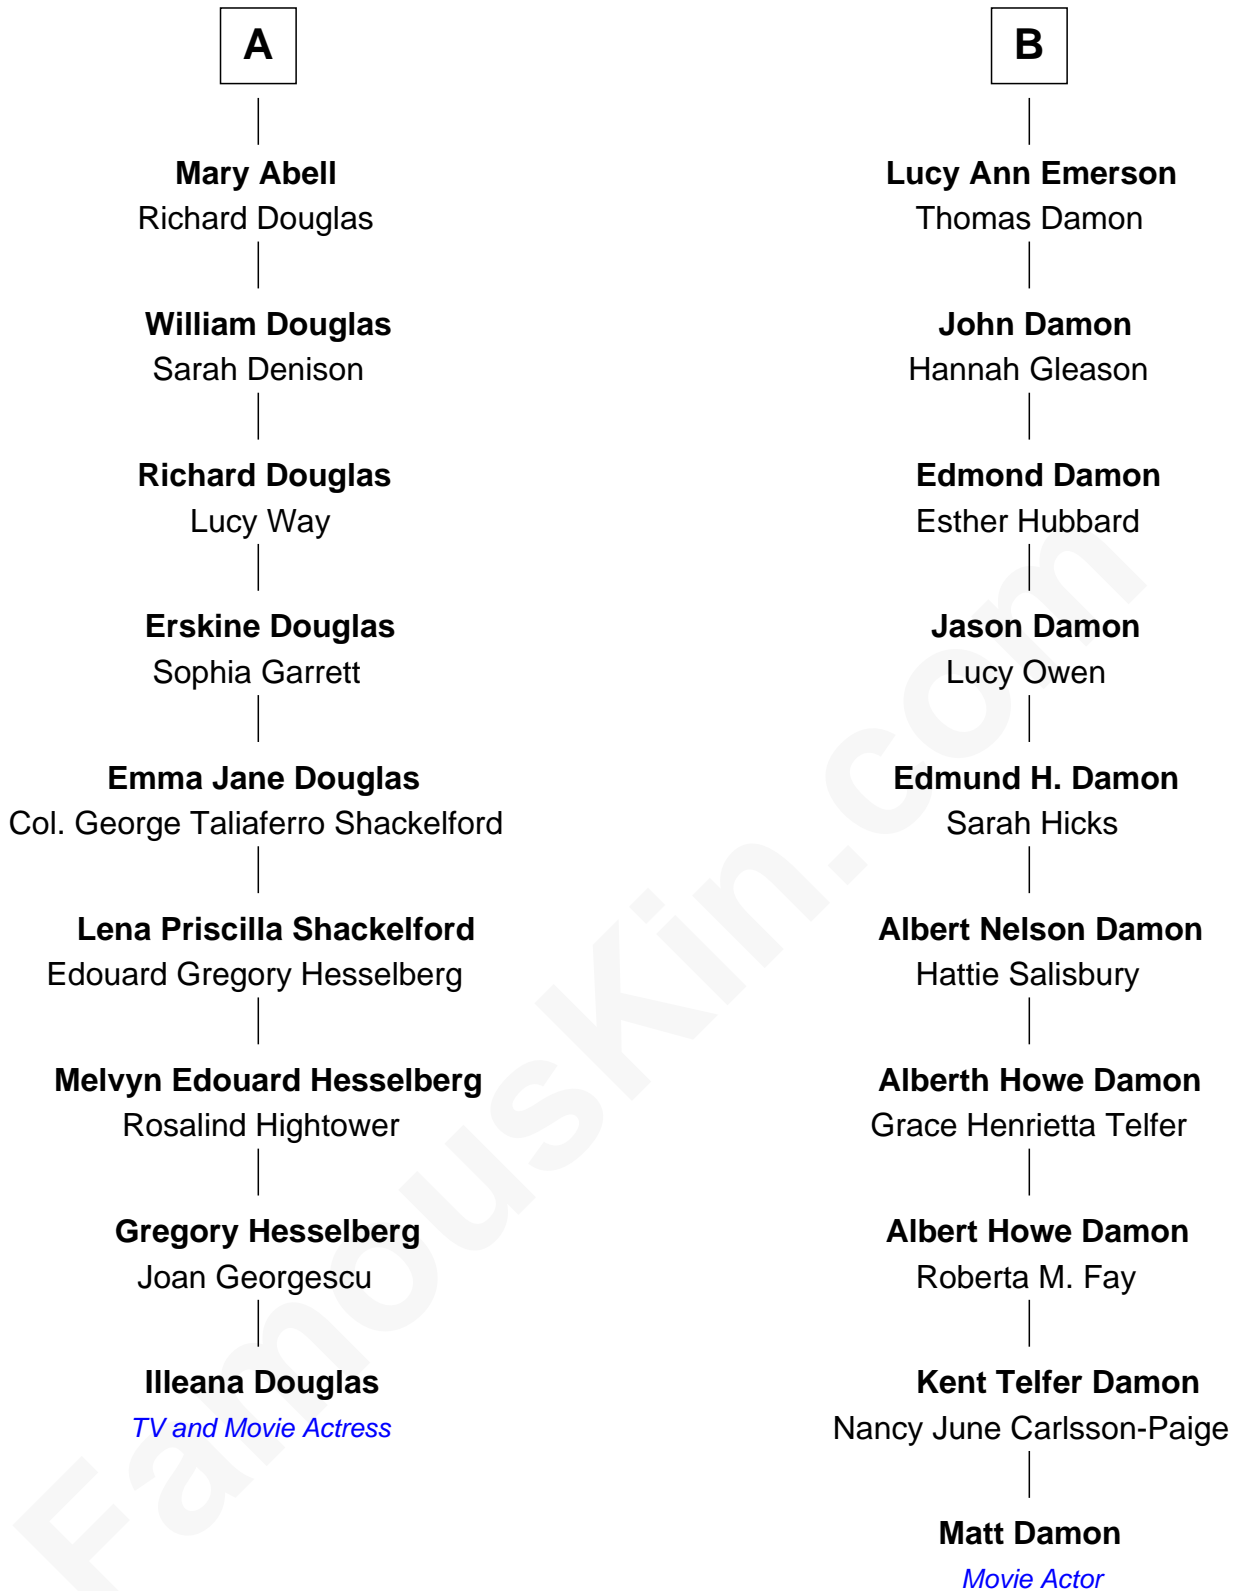 A
Mary Abell
Richard Douglas
William Douglas
Sarah Denison
Richard Douglas
Lucy Way
Erskine Douglas
Sophia Garrett
Emma Jane Douglas
Col. George Taliaferro Shackelford
Lena Priscilla Shackelford
Edouard Gregory Hesselberg
Melvyn Edouard Hesselberg
Rosalind Hightower
Gregory Hesselberg
Joan Georgescu
Illeana Douglas
TV and Movie Actress
B
Lucy Ann Emerson
Thomas Damon
John Damon
Hannah Gleason
Edmond Damon
Esther Hubbard
Jason Damon
Lucy Owen
Edmund H. Damon
Sarah Hicks
Albert Nelson Damon
Hattie Salisbury
Alberth Howe Damon
Grace Henrietta Telfer
Albert Howe Damon
Roberta M. Fay
Kent Telfer Damon
Nancy June Carlsson-Paige
Matt Damon
Movie Actor
FamousKin.com